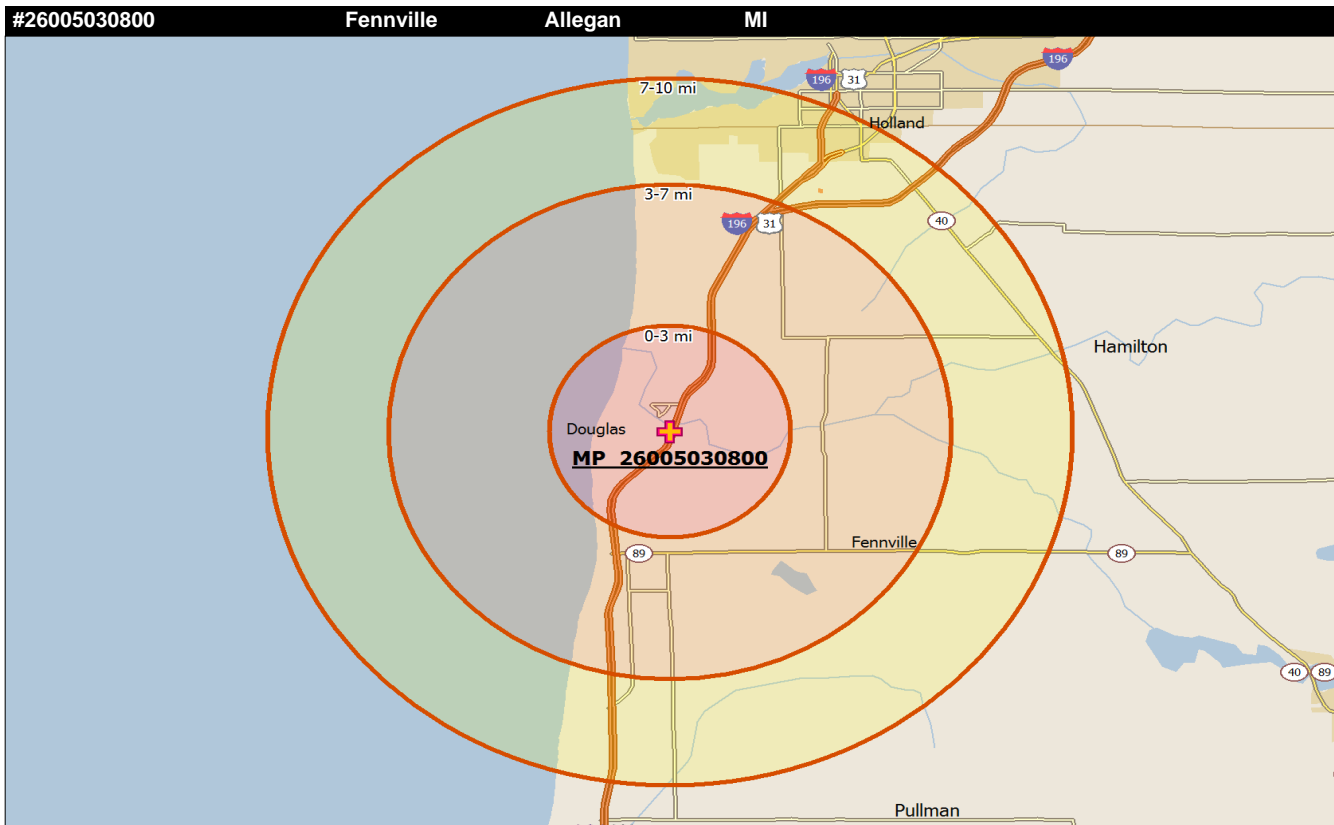 #26005030800 Fennville Allegan MI
7-10 mi
196 31
196
Holland
3-7 mi
196 31
40
0-3 mi
Hamilton
Douglas
MP 26005030800
Fennville
89
89
40 89
Pullman